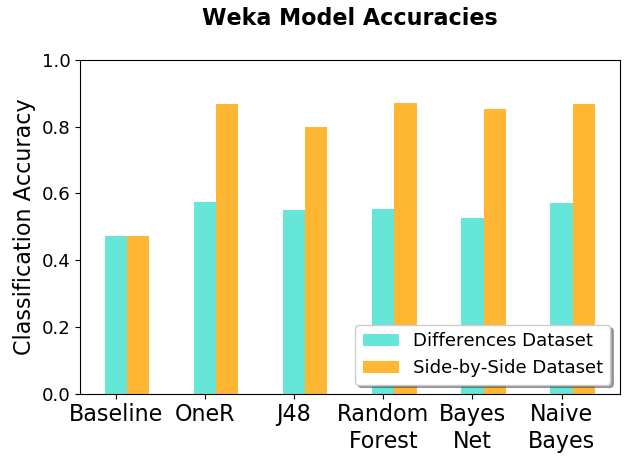 Weka Model Accuracies
Classification Accuracy
1.0
0.8
0.6
0.4
0.2
0.0
Differences Dataset
Side-by-Side Dataset
Baseline
OneR
J48
Random
Forest
Bayes
Net
Naive
Bayes